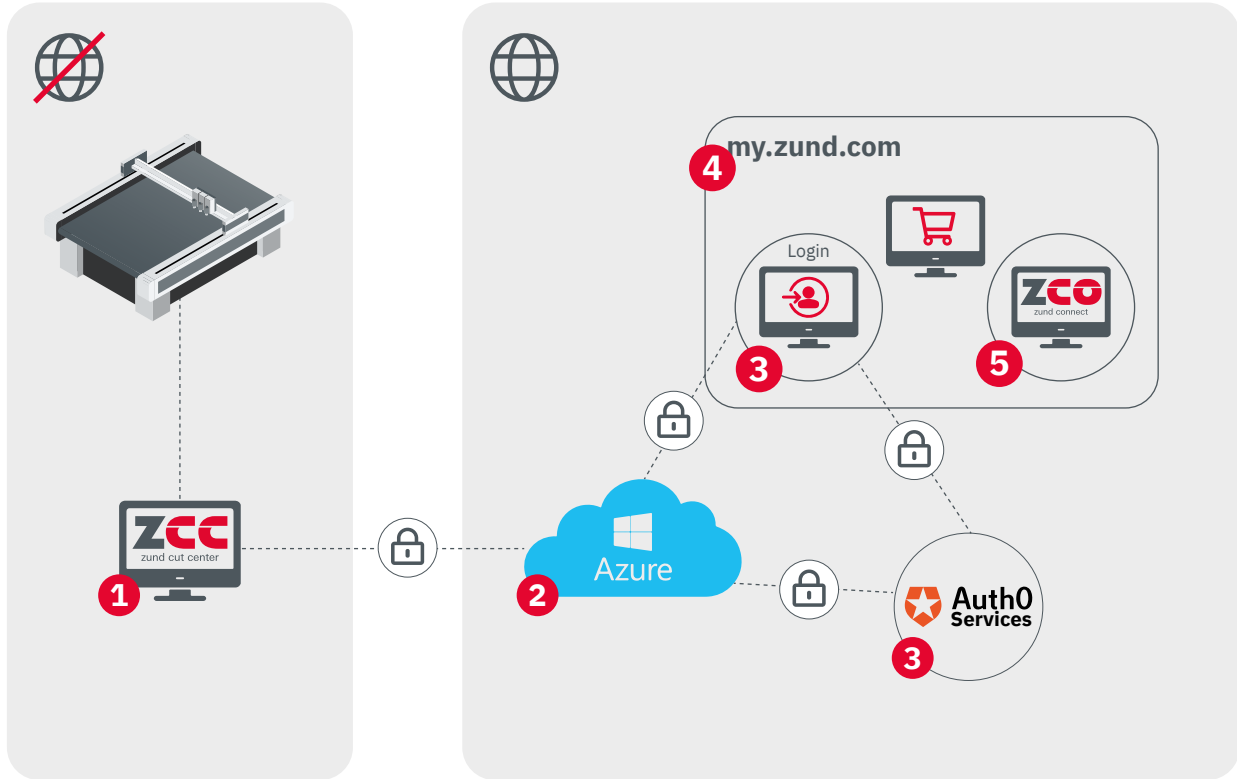 my.zund.com
4
Login
ZCO
zund connect
3
5
ZCC
zund cut center
1
Azure
2
Auth0
Services
3